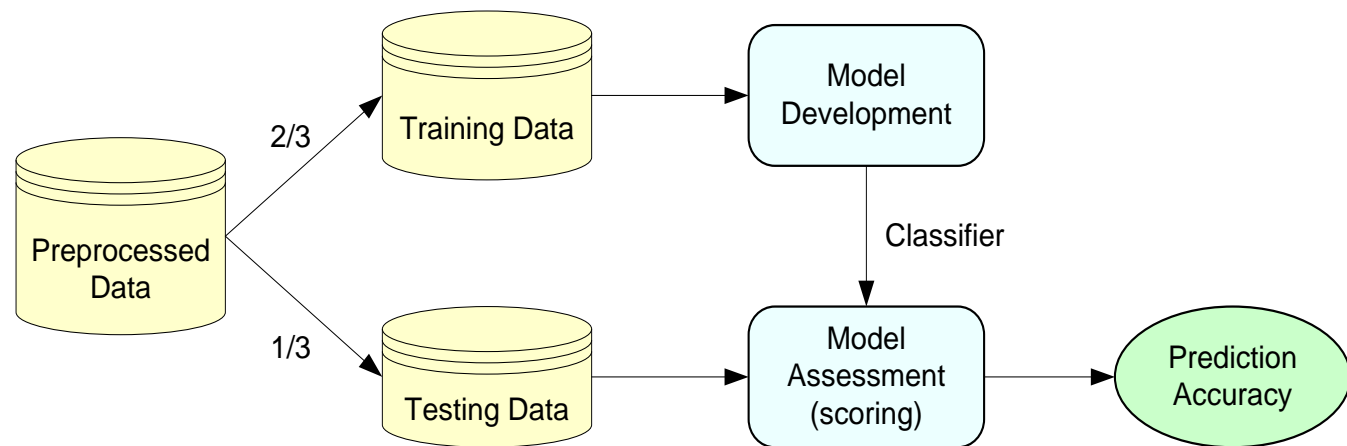 Training Data
Model
Development
2/3
Preprocessed
Data
Classifier
1/3
Testing Data
Model
Assessment
(scoring)
Prediction
Accuracy